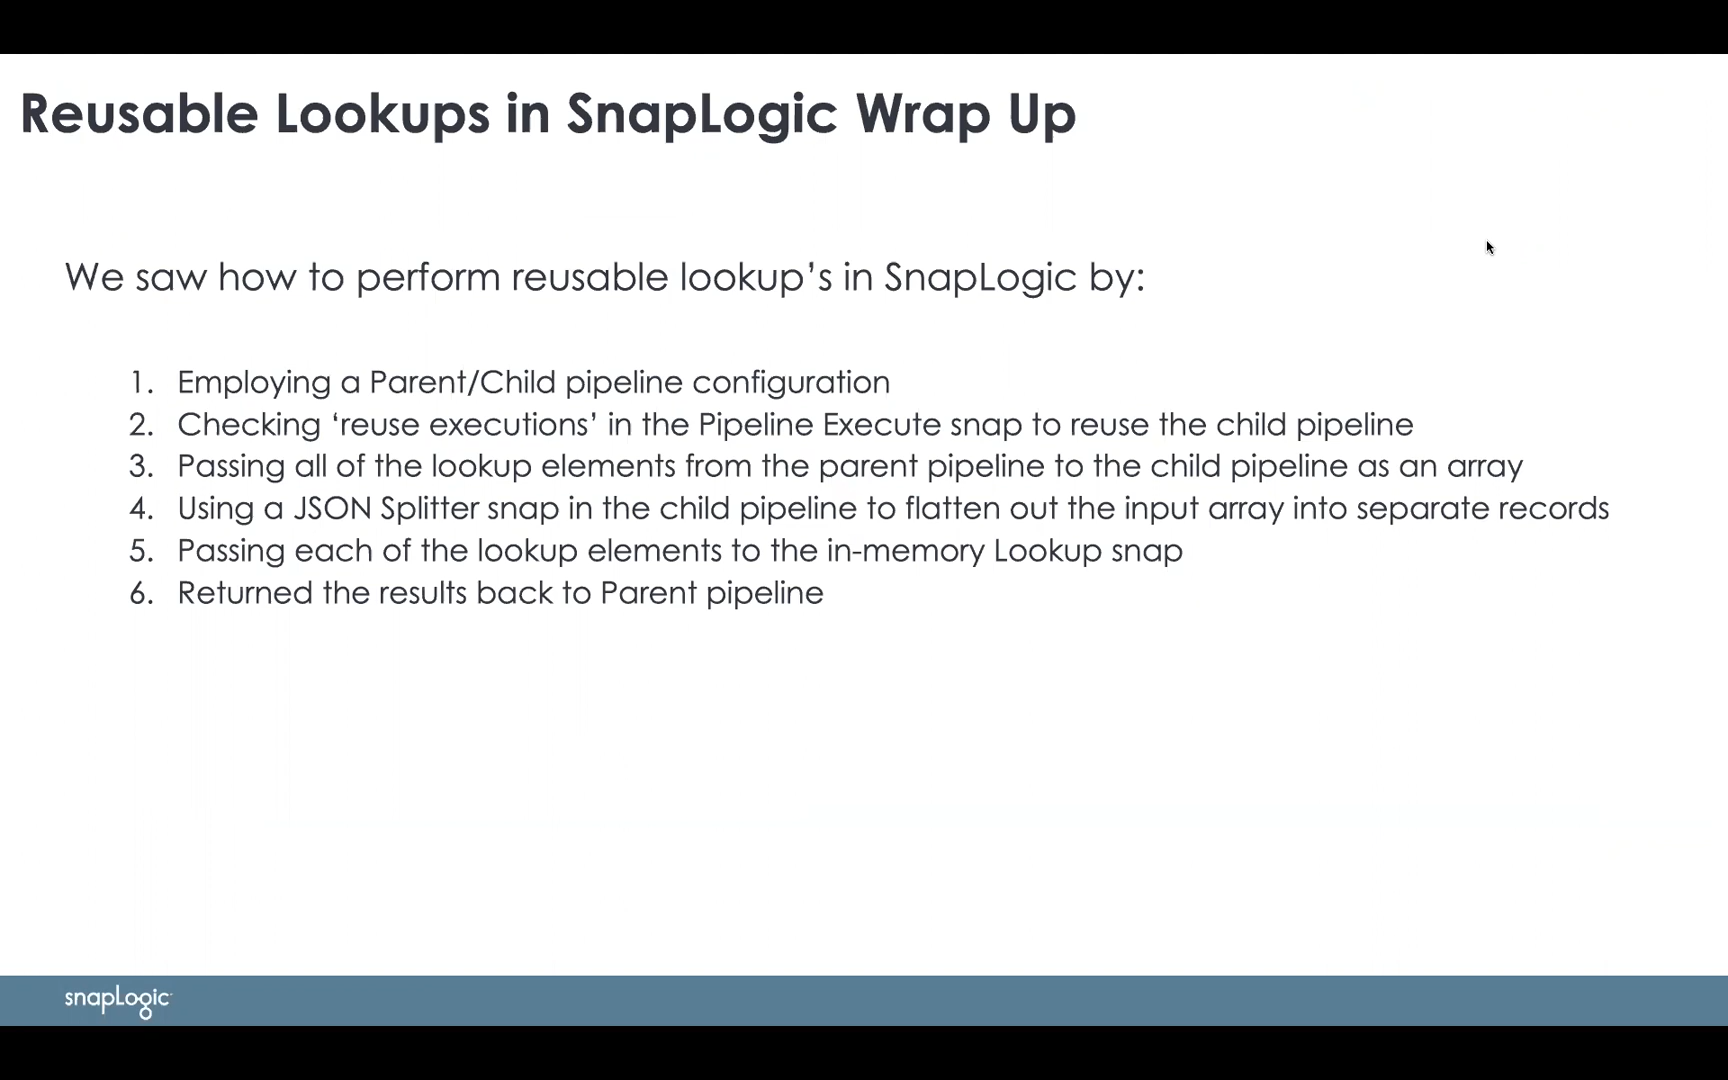 Reusable Lookups in SnapLogic Wrap Up
We saw how to perform reusable lookup’s in SnapLogic by:
1. Employing a Parent/Child pipeline configuration
2. Checking ‘reuse executions’ in the Pipeline Execute snap to reuse the child pipeline
3. Passing all of the lookup elements from the parent pipeline to the child pipeline as an array
4. Using a JSON Splitter snap in the child pipeline to flatten out the input array into separate records
5. Passing each of the lookup elements to the in-memory Lookup snap
6. Returned the results back to Parent pipeline
snapLogic